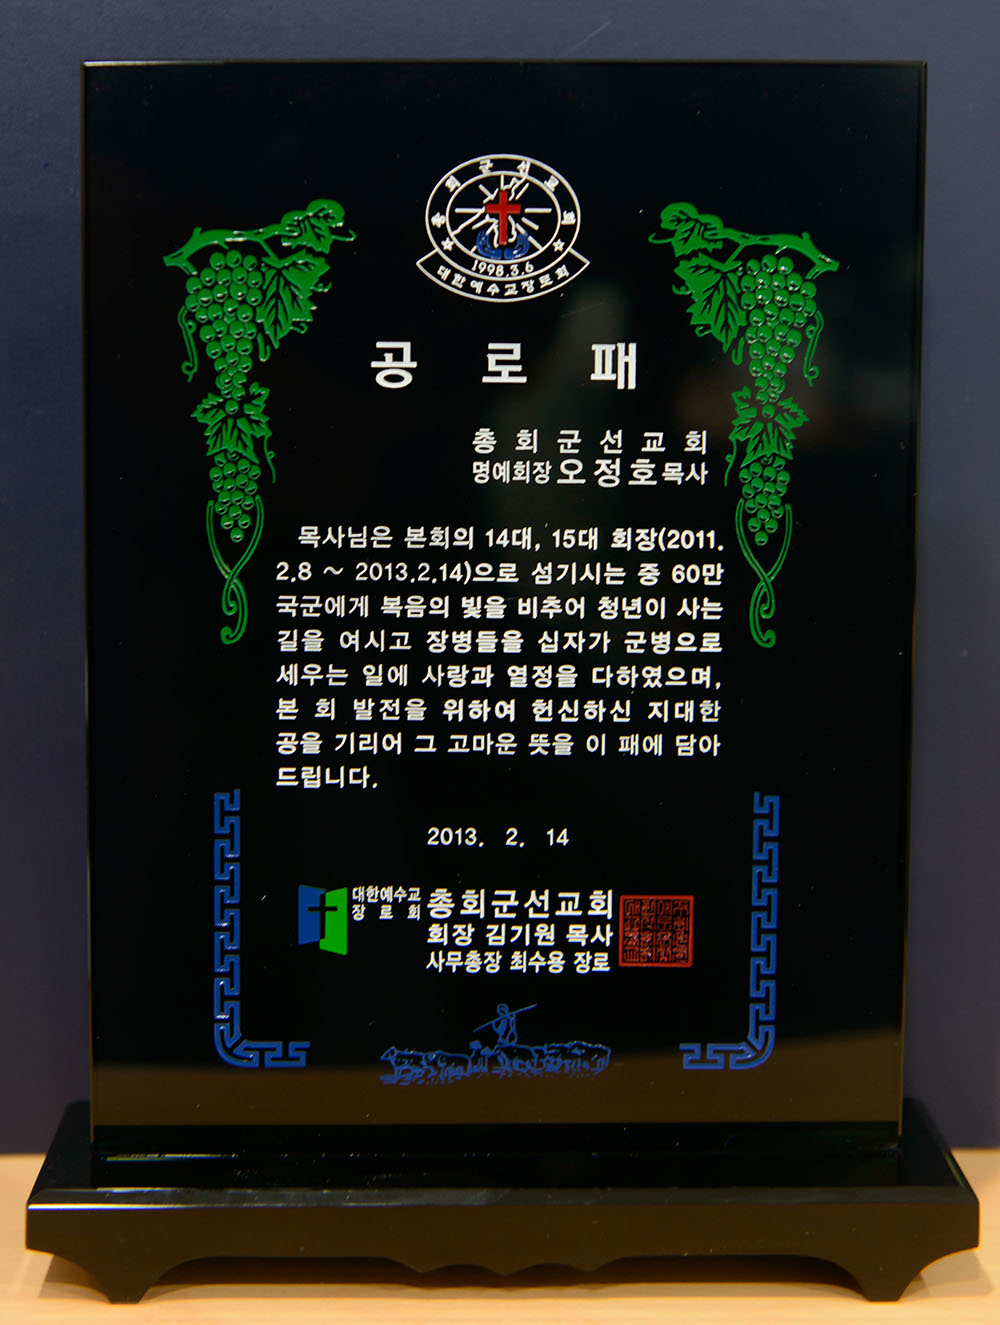 총회군선교회
1998.3.6
대한예수교장로회
공 로 패
총 회 군 선 교 회
명예회장 오정호 목사
목사님은 본회의 14대, 15대 회장(2011.
2.8 ~ 2013.2.14)으로 섬기시는 중 60만
국군에게 복음의 빛을 비추어 청년이 사는
길을 여시고 장병들을 십자가 군병으로
세우는 일에 사랑과 열정을 다하였으며,
본 회 발전을 위하여 헌신하신 지대한
공을 기리어 그 고마운 뜻을 이 패에 담아
드립니다.
2013. 2. 14
대한예수교
장 로 회
총회군선교회
회장 김기원 목사
사무총장 최수용 장로